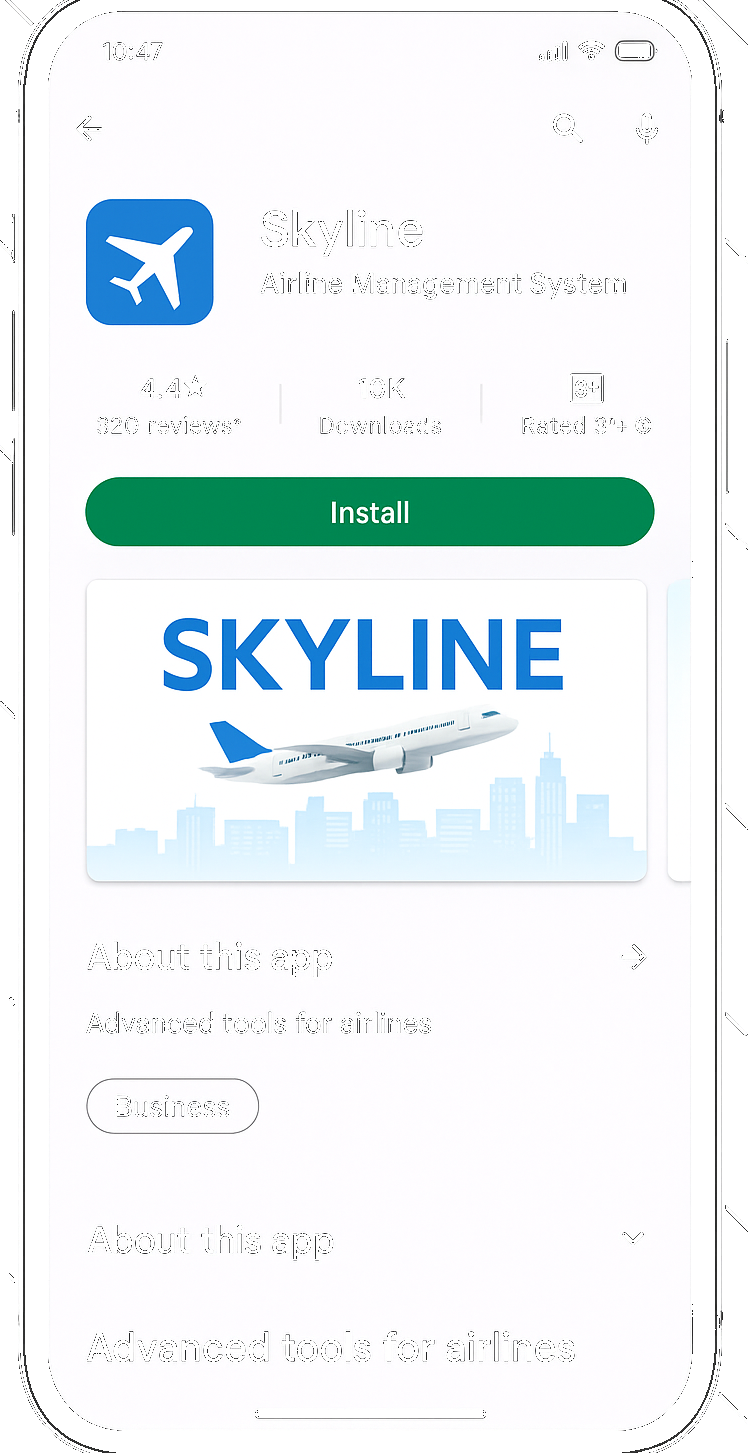 10:47
Skyline
Airline Management System
4.4☆
320 reviews*
10K
Downloads
3+
Rated 3'+ ©
Install
SKYLINE
About this app
Advanced tools for airlines
Business
About this app
Advanced tools for airlines